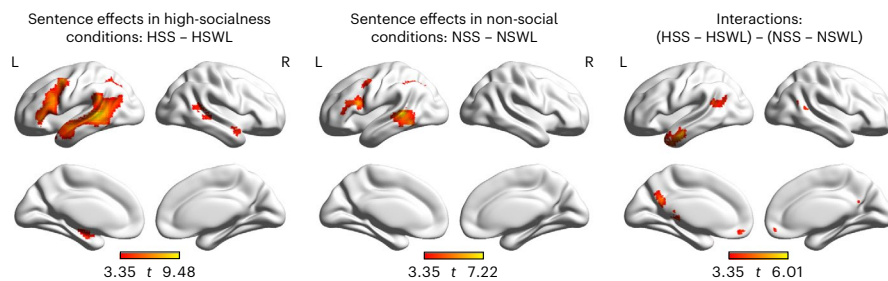 Sentence effects in high-socialness
conditions: HSS – HSWL
L
R
3.35 t 9.48
Sentence effects in non-social
conditions: NSS – NSWL
L
R
3.35 t 7.22
Interactions:
(HSS – HSWL) – (NSS – NSWL)
L
3.35 t 6.01